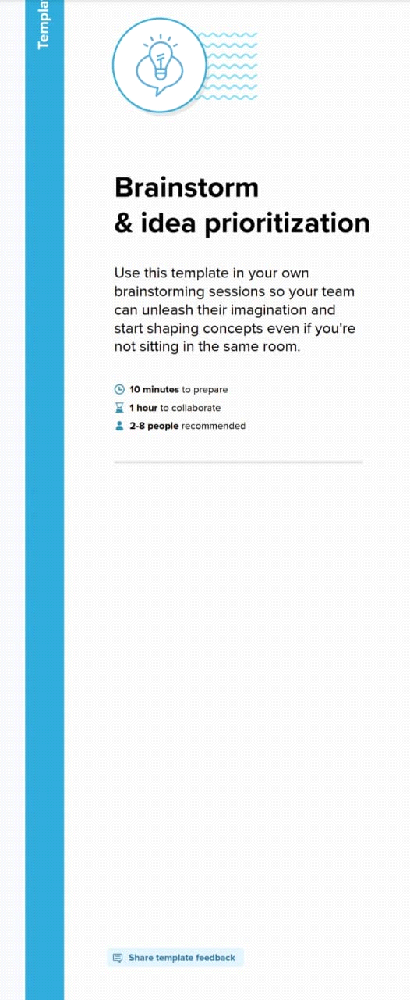 Brainstorm
& idea prioritization
Use this template in your own
brainstorming sessions so your team
can unleash their imagination and
start shaping concepts even if you're
not sitting in the same room.
10 minutes to prepare
1 hour to collaborate
2-8 people recommended
Share template feedback